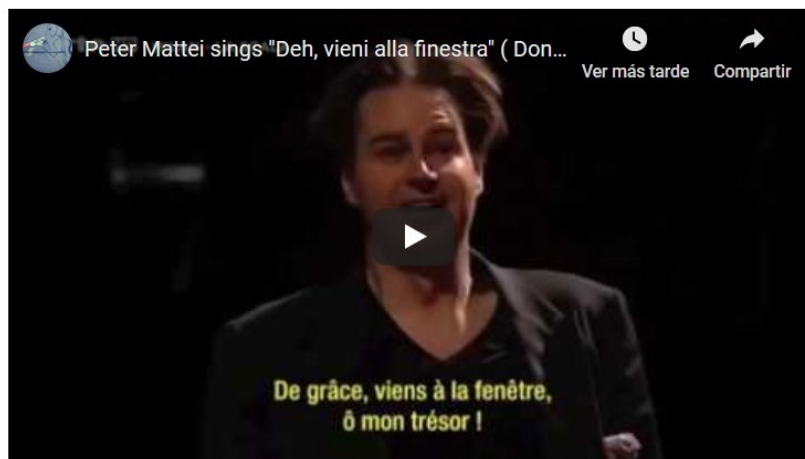 Peter Mattei sings "Deh, vieni alla finestra" ( Don...
Ver más tarde
Compartir
De grâce, viens à la fenêtre,
ô mon trésor !